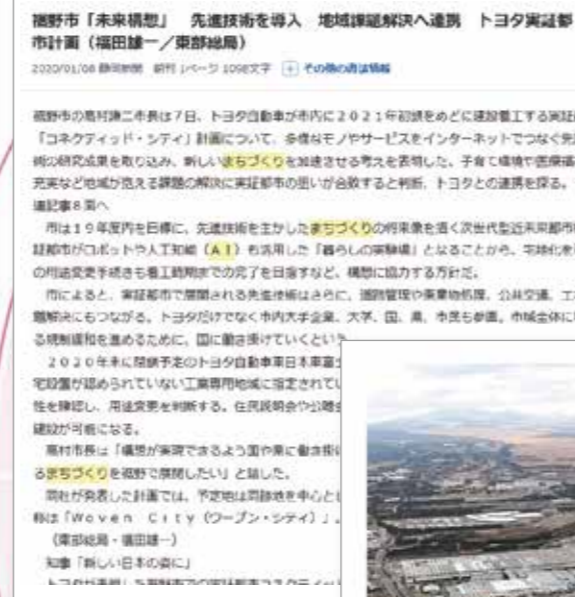 裾野市「未来構想」　先進技術を導入　地域課題解決へ連携　トヨタ実証都
市計画（福田雄一／東部総局）
2020/01/08 静岡新聞 朝刊 1ページ 1098文字 + その他の書誌情報
裾野市の高村謙二市長は7日、トヨタ自動車が市内に2021年初頭をめどに建設着工する実証
「コネクティッド・シティ」計画について、多様なモノやサービスをインターネットでつなぐ先
術の研究成果を取り込み、新しいまちづくりを加速させる考えを表明した。子育て環境や医療福
充実など地域が抱える課題の解決に実証都市の狙いが合致すると判断、トヨタとの連携を探る。
連記事8面へ
市は19年度内を目標に、先進技術を生かしたまちづくりの将来像を描く次世代型近未来都市
証都市がロボットや人工知能（AI）も活用した「暮らしの実験場」となることから、宅地化を
の用途変更手続きも着工時期までの完了を目指すなど、構想に協力する方針だ。
市によると、実証都市で展開される先進技術はさらに、道路管理や廃棄物処理、公共交通、工
題解決にもつながる。トヨタだけでなく市内大手企業、大学、国、県、市民も参画。市域全体に
る規制緩和を進めるために、国に働き掛けていくという
2020年末に閉鎖予定のトヨタ自動車東日本東富士
宅設置が認められていない工業専用地域に指定されてい
性を確認し、用途変更を判断する。住民説明会や公聴会
建設が可能になる。
高村市長は「構想が実現できるよう国や県に働き掛け
るまちづくりを裾野で展開したい」と話した。
同社が発表した計画では、予定地は同跡地を中心とし
称は「Woven City（ウーブン・シティ）」。
（東部総局・福田雄一）
知事「新しい日本の姿に」